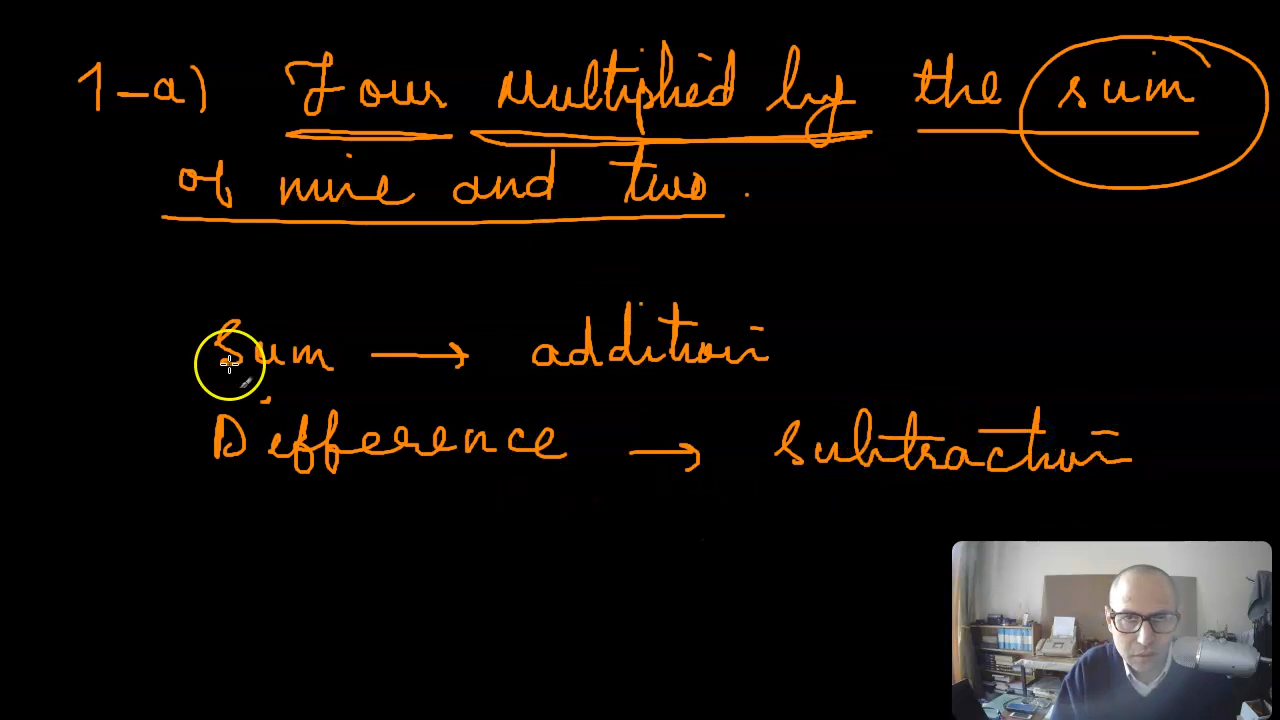 1-a) Four Multiplied by the sum
of nine and two.
Sum → addition
Difference → subtraction